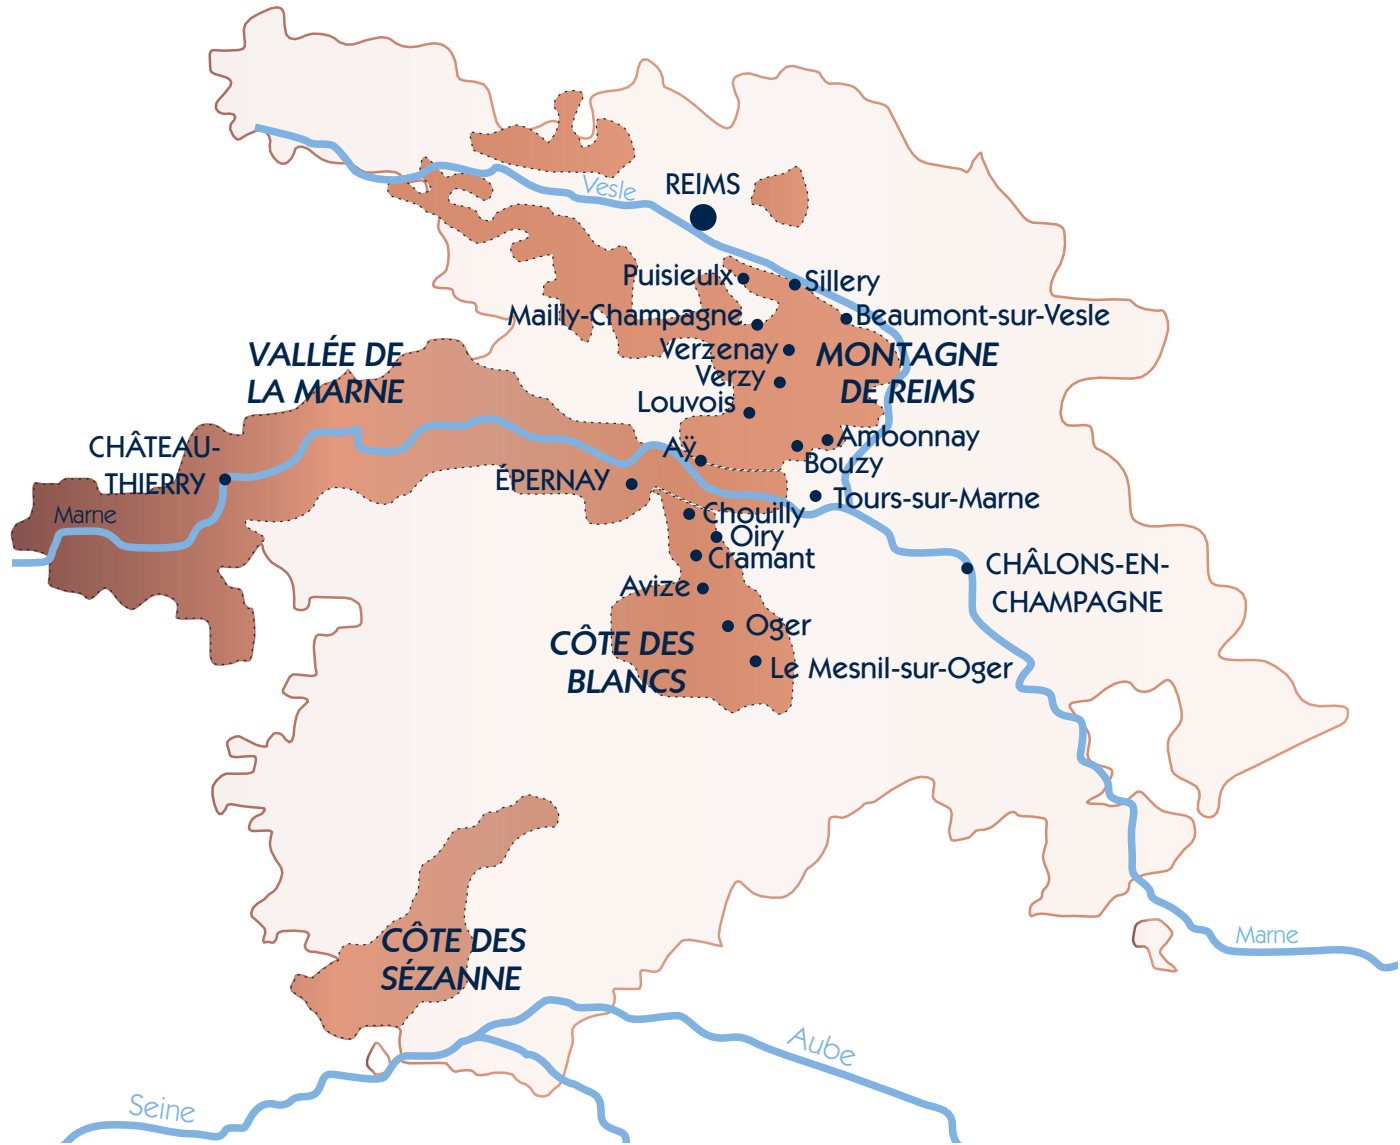 Vesle
REIMS
Puisieulx
Sillery
Mailly-Champagne
Beaumont-sur-Vesle
VALLÉE DE
LA MARNE
Verzenay
MONTAGNE
DE REIMS
Verzy
Louvois
CHÂTEAU-
THIERRY
Aÿ
Ambonnay
Bouzy
ÉPERNAY
Tours-sur-Marne
Marne
Chouilly
Oiry
Cramant
CHÂLONS-EN-
CHAMPAGNE
Avize
Oger
CÔTE DES
BLANCS
Le Mesnil-sur-Oger
CÔTE DES
SÉZANNE
Marne
Aube
Seine